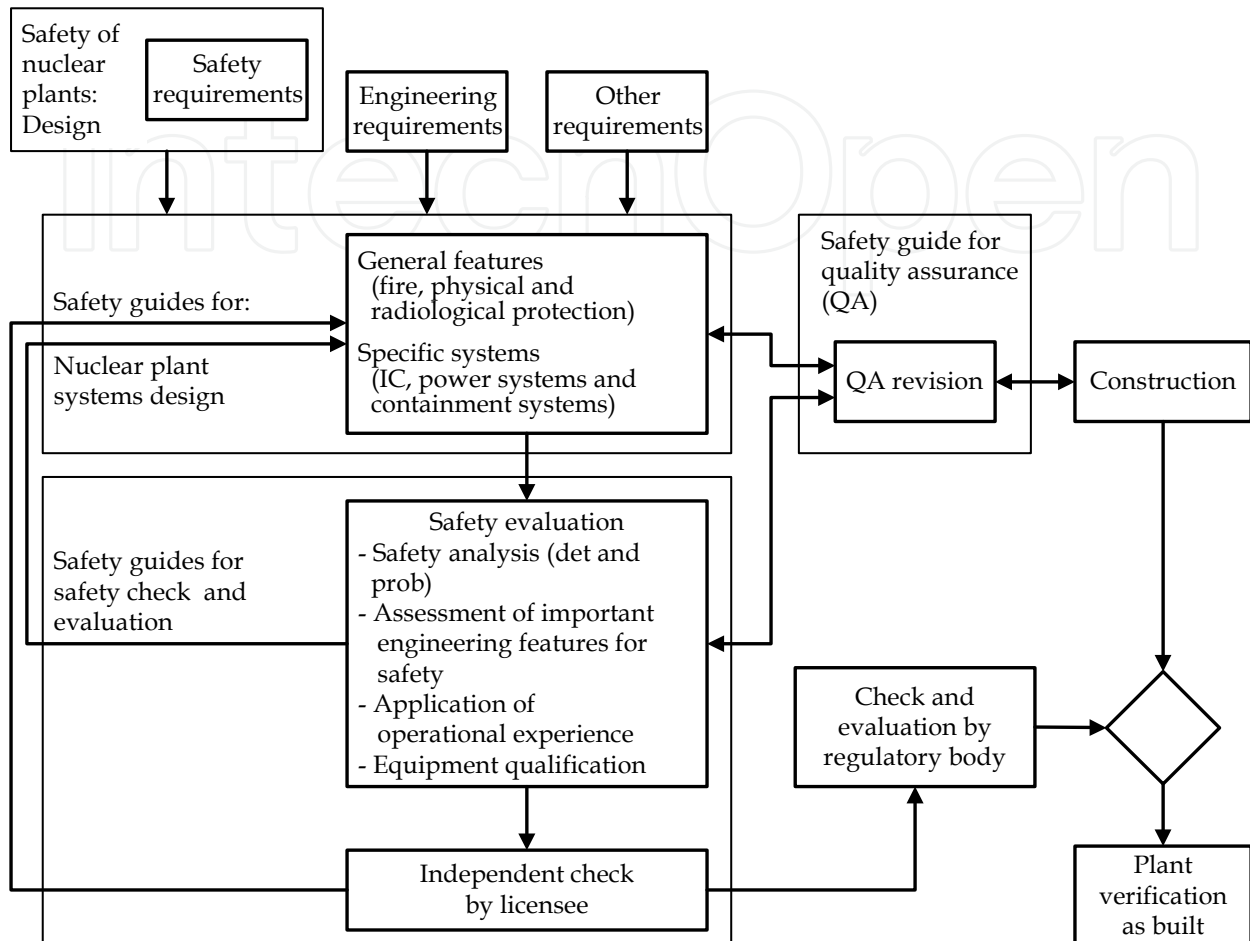 Safety of
nuclear
plants:
Design
Safety
requirements
Engineering
requirements
Other
requirements
IntechOpen
Safety guides for:
Nuclear plant
systems design
General features
(fire, physical and
radiological protection)
Specific systems
(IC, power systems and
containment systems)
Safety guide for
quality assurance
(QA)
QA revision
Construction
Safety guides for
safety check and
evaluation
Safety evaluation
- Safety analysis (det and
prob)
- Assessment of important
engineering features for
safety
- Application of
operational experience
- Equipment qualification
Independent check
by licensee
Check and
evaluation by
regulatory body
Plant
verification
as built